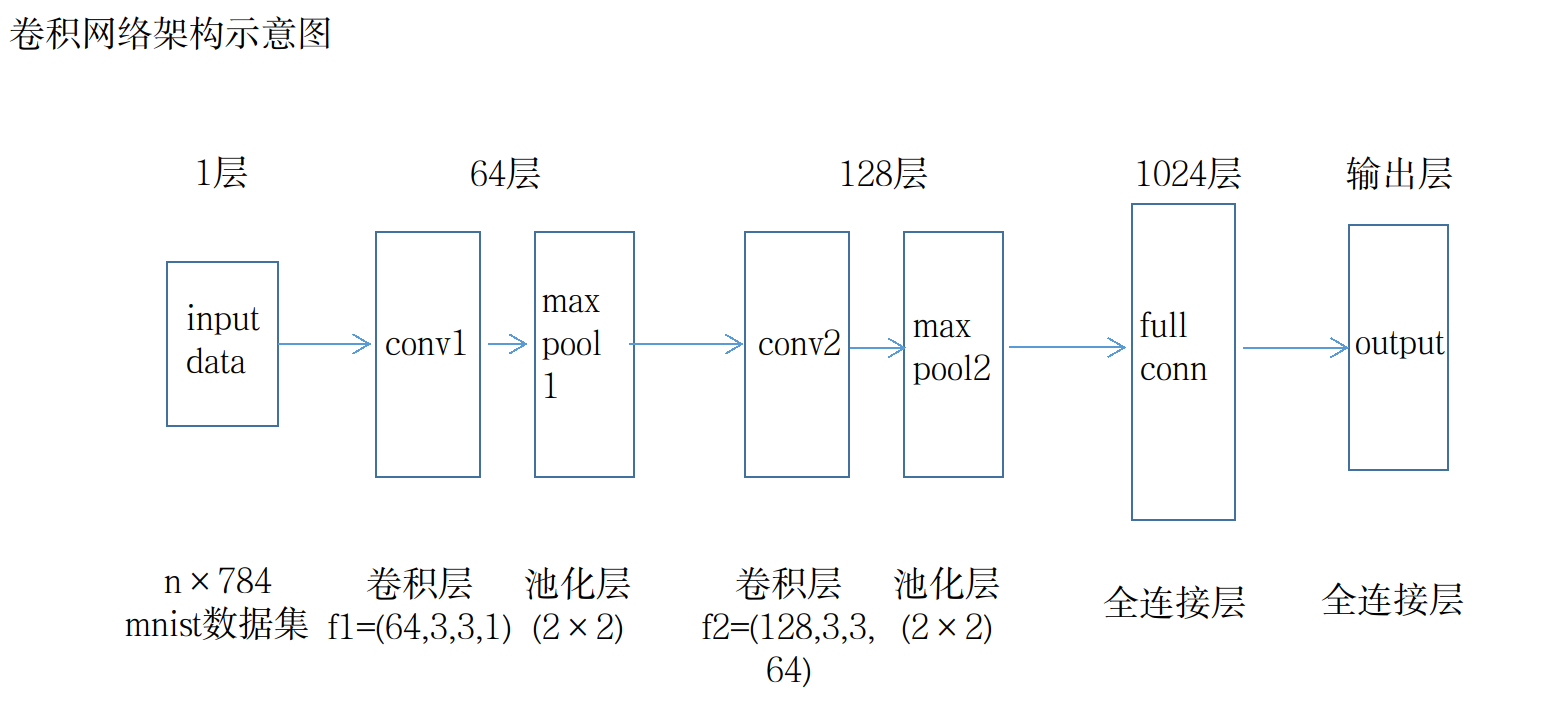 卷积网络架构示意图
1层
64层
128层
1024层
输出层
input
data
conv1
max
pool
1
conv2
max
pool2
full
conn
output
n×784
mnist数据集
卷积层
f1=(64,3,3,1)
池化层
(2×2)
卷积层
f2=(128,3,3,
64)
池化层
(2×2)
全连接层
全连接层